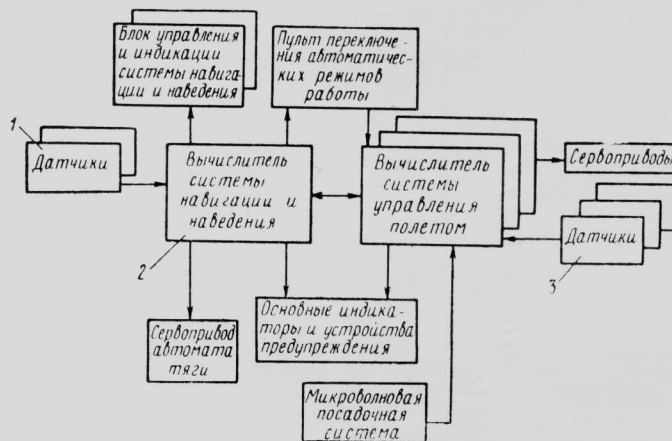 Блок управления
и индикации
системы навига-
ции и наведения
Пульт переключе-
ния автоматичес-
ких режимов
работы
1
Датчики
Вычислитель
системы
навигации и
наведения
2
Вычислитель
системы
управления
полетом
Сервоприводы
Датчики
3
Сервопривод
автомата
тяги
Основные индика-
торы и устройства
предупреждения
Микроволновая
посадочная
система